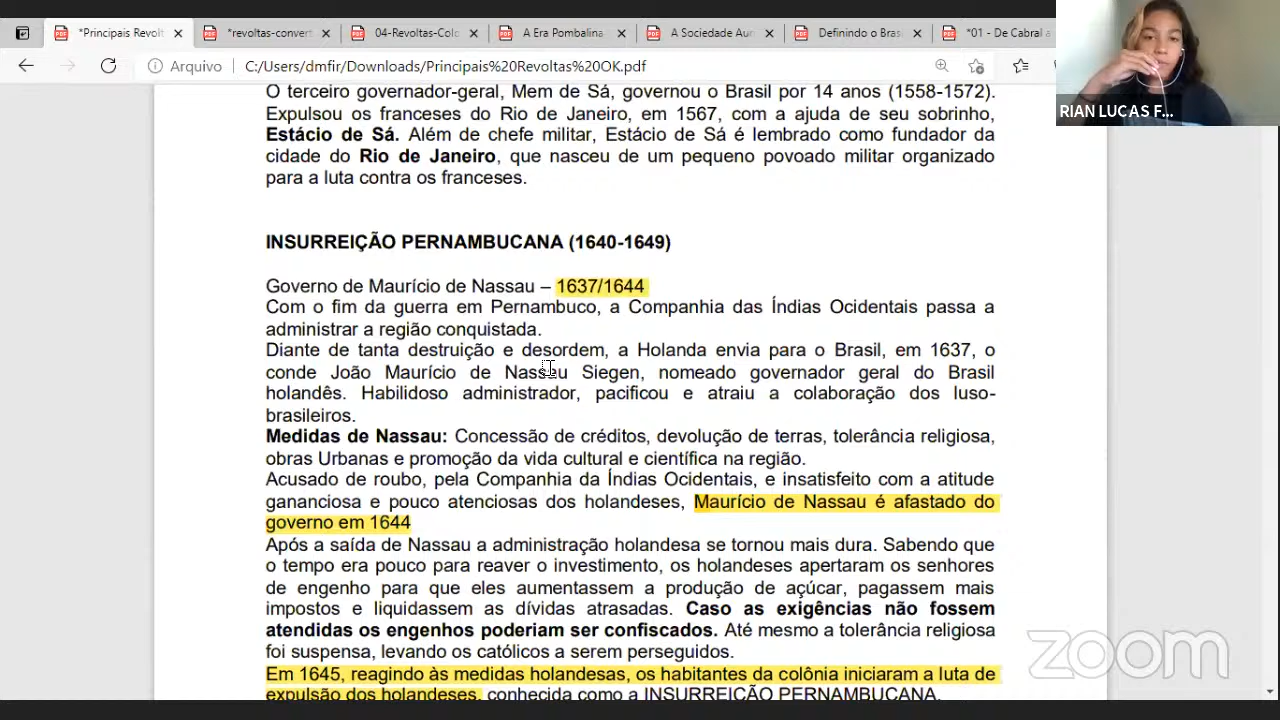 *Principais Revolt
*revoltas-convert
04-Revoltas-Colo
A Era Pombalina
A Sociedade Au
Definindo o Bras
*01 - De Cabral a
Arquivo C:/Users/dmfir/Downloads/Principais%20Revoltas%20OK.pdf
RIAN LUCAS F...
O terceiro governador-geral, Mem de Sá, governou o Brasil por 14 anos (1558-1572).
Expulsou os franceses do Rio de Janeiro, em 1567, com a ajuda de seu sobrinho,
Estácio de Sá. Além de chefe militar, Estácio de Sá é lembrado como fundador da
cidade do Rio de Janeiro, que nasceu de um pequeno povoado militar organizado
para a luta contra os franceses.
INSURREIÇÃO PERNAMBUCANA (1640-1649)
Governo de Maurício de Nassau – 1637/1644
Com o fim da guerra em Pernambuco, a Companhia das Índias Ocidentais passa a
administrar a região conquistada.
Diante de tanta destruição e desordem, a Holanda envia para o Brasil, em 1637, o
conde João Maurício de Nassau Siegen, nomeado governador geral do Brasil
holandês. Habilidoso administrador, pacificou e atraiu a colaboração dos luso-
brasileiros.
Medidas de Nassau: Concessão de créditos, devolução de terras, tolerância religiosa,
obras Urbanas e promoção da vida cultural e científica na região.
Acusado de roubo, pela Companhia da Índias Ocidentais, e insatisfeito com a atitude
gananciosa e pouco atenciosas dos holandeses, Maurício de Nassau é afastado do
governo em 1644
Após a saída de Nassau a administração holandesa se tornou mais dura. Sabendo que
o tempo era pouco para reaver o investimento, os holandeses apertaram os senhores
de engenho para que eles aumentassem a produção de açúcar, pagassem mais
impostos e liquidassem as dívidas atrasadas. Caso as exigências não fossem
atendidas os engenhos poderiam ser confiscados. Até mesmo a tolerância religiosa
foi suspensa, levando os católicos a serem perseguidos.
Em 1645, reagindo às medidas holandesas, os habitantes da colônia iniciaram a luta de
expulsão dos holandeses, conhecida como a INSURREIÇÃO PERNAMBUCANA.
zoom